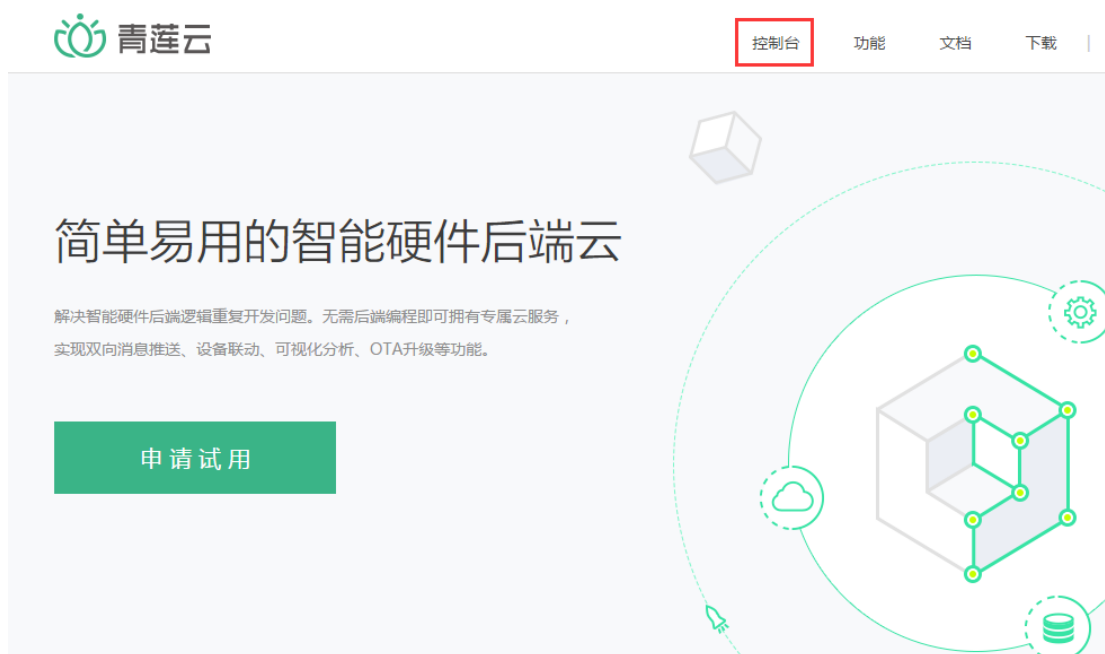 青莲云
控制台 功能 文档 下载 |
简单易用的智能硬件后端云
解决智能硬件后端逻辑重复开发问题。无需后端编程即可拥有专属云服务，
实现双向消息推送、设备联动、可视化分析、OTA升级等功能。
申请试用